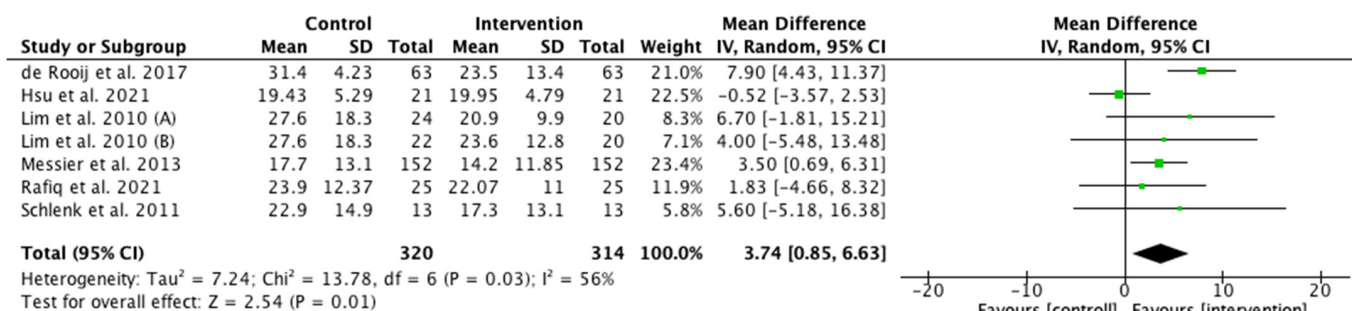 Control Intervention Mean Difference Mean Difference
Study or Subgroup Mean SD Total Mean SD Total Weight IV, Random, 95% CI IV, Random, 95% CI
de Rooij et al. 2017 31.4 4.23 63 23.5 13.4 63 21.0% 7.90 [4.43, 11.37]
Hsu et al. 2021 19.43 5.29 21 19.95 4.79 21 22.5% -0.52 [-3.57, 2.53]
Lim et al. 2010 (A) 27.6 18.3 24 20.9 9.9 20 8.3% 6.70 [-1.81, 15.21]
Lim et al. 2010 (B) 27.6 18.3 22 23.6 12.8 20 7.1% 4.00 [-5.48, 13.48]
Messier et al. 2013 17.7 13.1 152 14.2 11.85 152 23.4% 3.50 [0.69, 6.31]
Rafiq et al. 2021 23.9 12.37 25 22.07 11 25 11.9% 1.83 [-4.66, 8.32]
Schlenk et al. 2011 22.9 14.9 13 17.3 13.1 13 5.8% 5.60 [-5.18, 16.38]
Total (95% CI) 320 314 100.0% 3.74 [0.85, 6.63]
Heterogeneity: Tau² = 7.24; Chi² = 13.78, df = 6 (P = 0.03); I² = 56%
Test for overall effect: Z = 2.54 (P = 0.01)
-20 -10 0 10 20
Favours [controll] Favours [intervention]